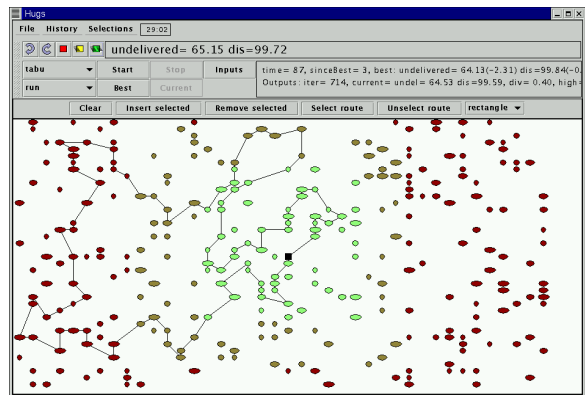 Hugs
File History Selections 29:02
undelivered= 65.15 dis=99.72
tabu Start Stop Inputs
run Best Current
time= 87, sinceBest= 3, best: undelivered= 64.13(-2.31) dis=99.84(-0.
Outputs: iter= 714, current= undel= 64.53 dis=99.59, div= 0.40, high=
Clear Insert selected Remove selected Select route Unselect route rectangle